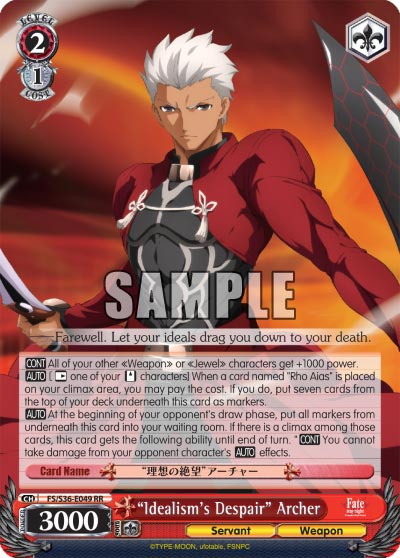 LEVEL
2
1
COST
SAMPLE
Farewell. Let your ideals drag you down to your death.
CONT All of your other «Weapon» or «Jewel» characters get +1000 power.
AUTO [ one of your characters] When a card named "Rho Aias" is placed
on your climax area, you may pay the cost. If you do, put seven cards from
the top of your deck underneath this card as markers.
AUTO At the beginning of your opponent's draw phase, put all markers from
underneath this card into your waiting room. If there is a climax among those
cards, this card gets the following ability until end of turn. " CONT You cannot
take damage from your opponent's character's AUTO effects.
Card Name "理想の絶望"アーチャー
CH FS/S36-E049 RR
"Idealism's Despair" Archer
3000
Servant Weapon
Fate
stay night
©TYPE-MOON, ufotable, FSNPC